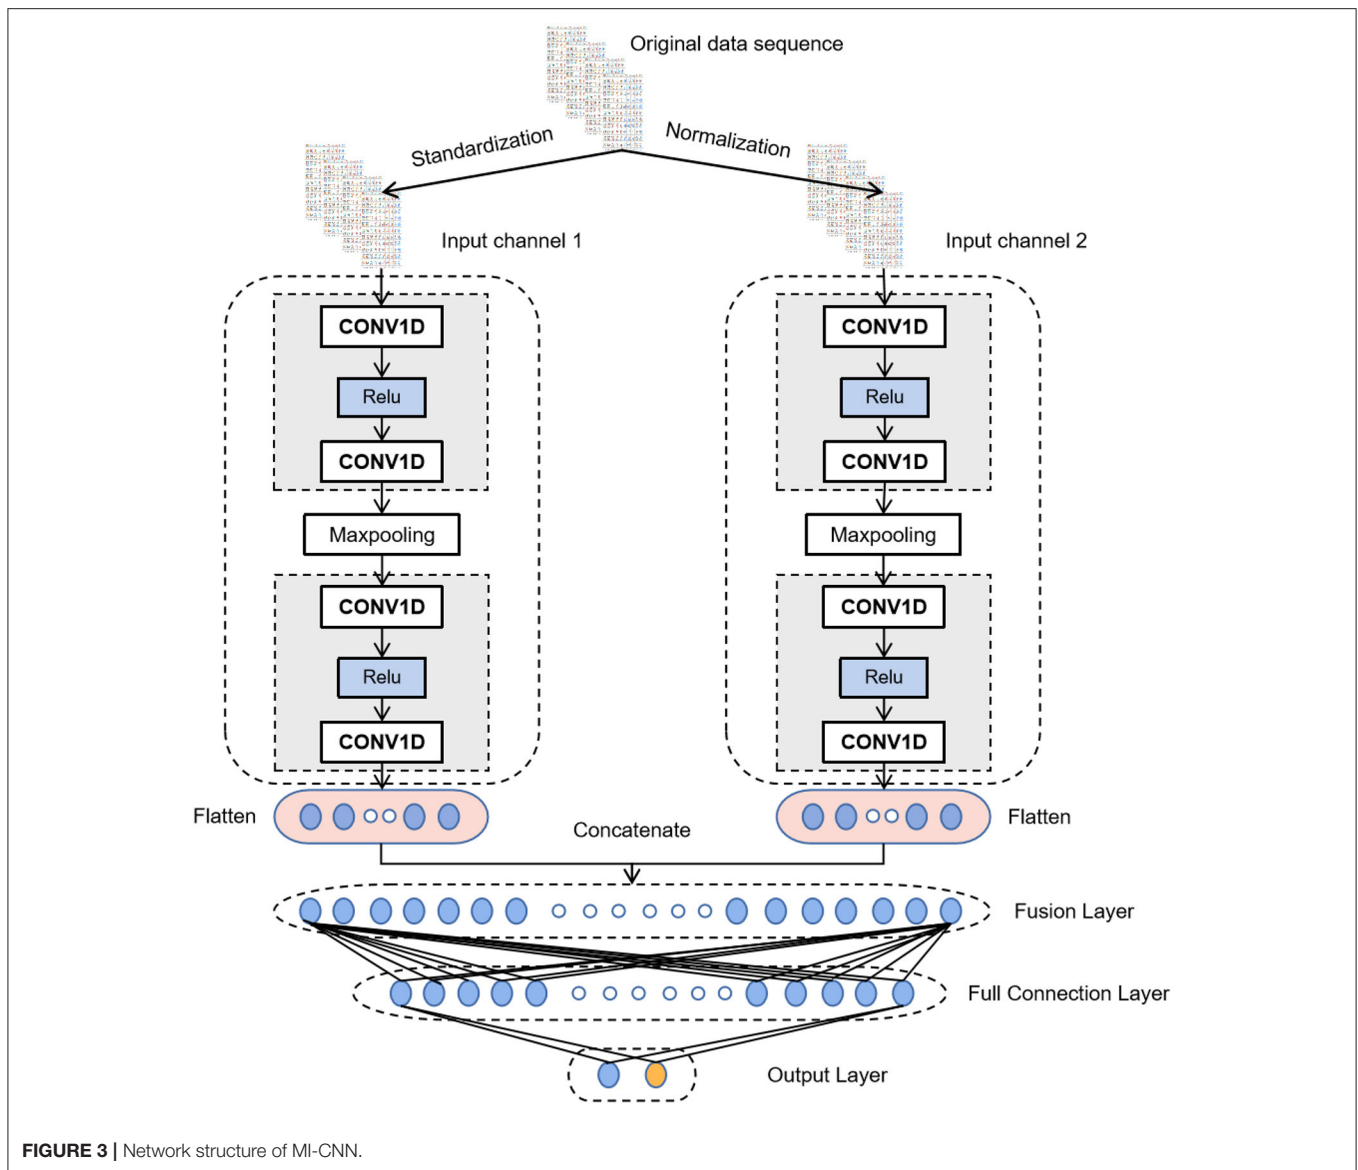 Original data sequence
Standardization
Normalization
Input channel 1
Input channel 2
CONV1D
Relu
CONV1D
Maxpooling
CONV1D
Relu
CONV1D
CONV1D
Relu
CONV1D
Maxpooling
CONV1D
Relu
CONV1D
Flatten
Concatenate
Flatten
Fusion Layer
Full Connection Layer
Output Layer
FIGURE 3 | Network structure of MI-CNN.